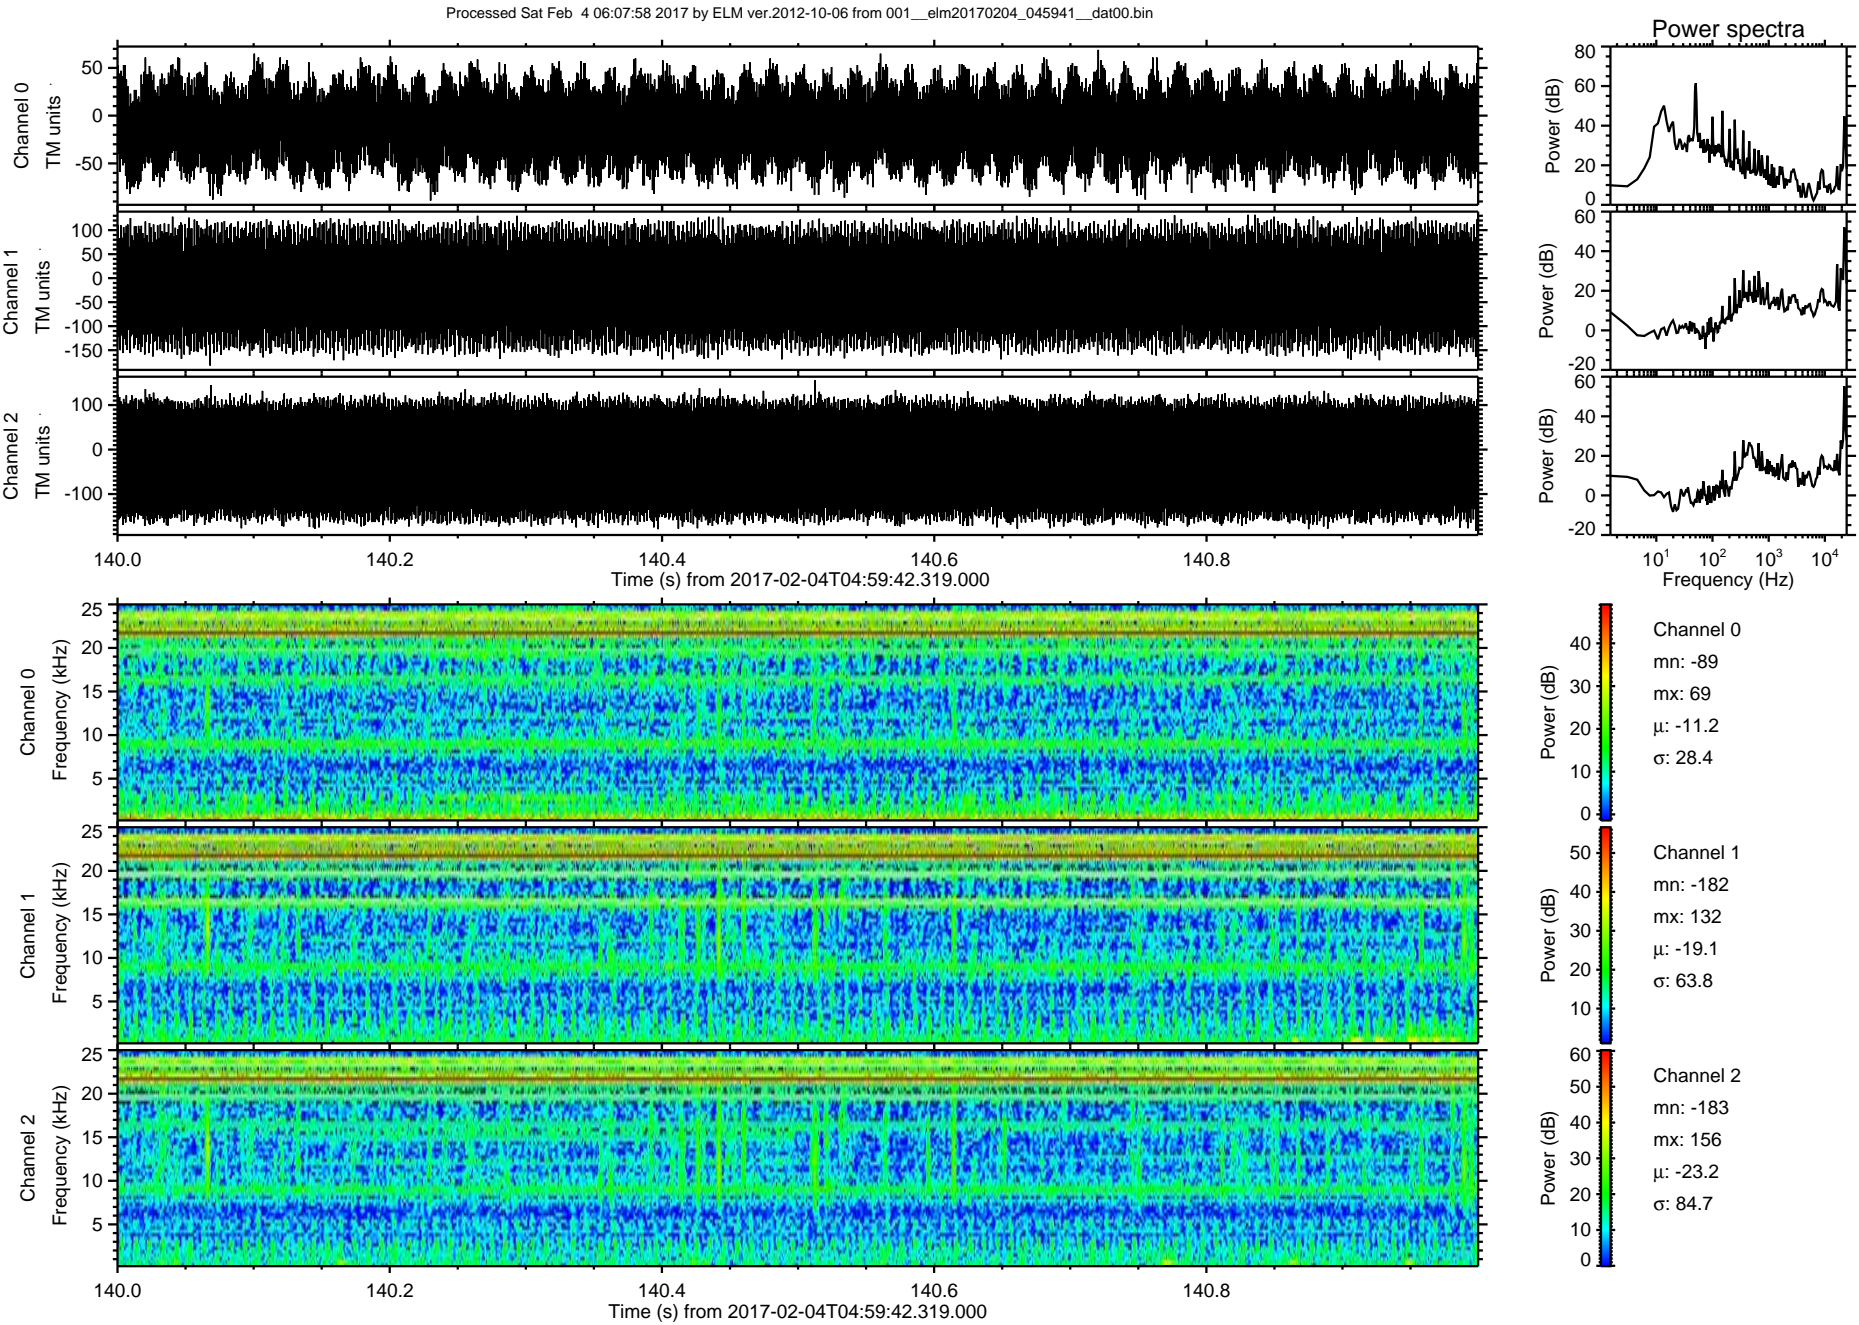 Processed Sat Feb  4 06:07:58 2017 by ELM ver.2012-10-06 from 001__elm20170204_045941__dat00.bin
Power spectra
Channel 0
TM units
50
0
-50
Power (dB)
80
60
40
20
0
Channel 1
TM units
100
50
0
-50
-100
-150
Power (dB)
60
40
20
0
-20
Channel 2
TM units
100
0
-100
Power (dB)
60
40
20
0
-20
140.0 140.2 140.4 140.6 140.8
Time (s) from 2017-02-04T04:59:42.319.000
10¹ 10² 10³ 10⁴
Frequency (Hz)
Channel 0
Frequency (kHz)
25
20
15
10
5
Power (dB)
40
30
20
10
0
Channel 0
mn: -89
mx: 69
μ: -11.2
σ: 28.4
Channel 1
Frequency (kHz)
25
20
15
10
5
Power (dB)
50
40
30
20
10
Channel 1
mn: -182
mx: 132
μ: -19.1
σ: 63.8
Channel 2
Frequency (kHz)
25
20
15
10
5
Power (dB)
60
50
40
30
20
10
0
Channel 2
mn: -183
mx: 156
μ: -23.2
σ: 84.7
140.0 140.2 140.4 140.6 140.8
Time (s) from 2017-02-04T04:59:42.319.000